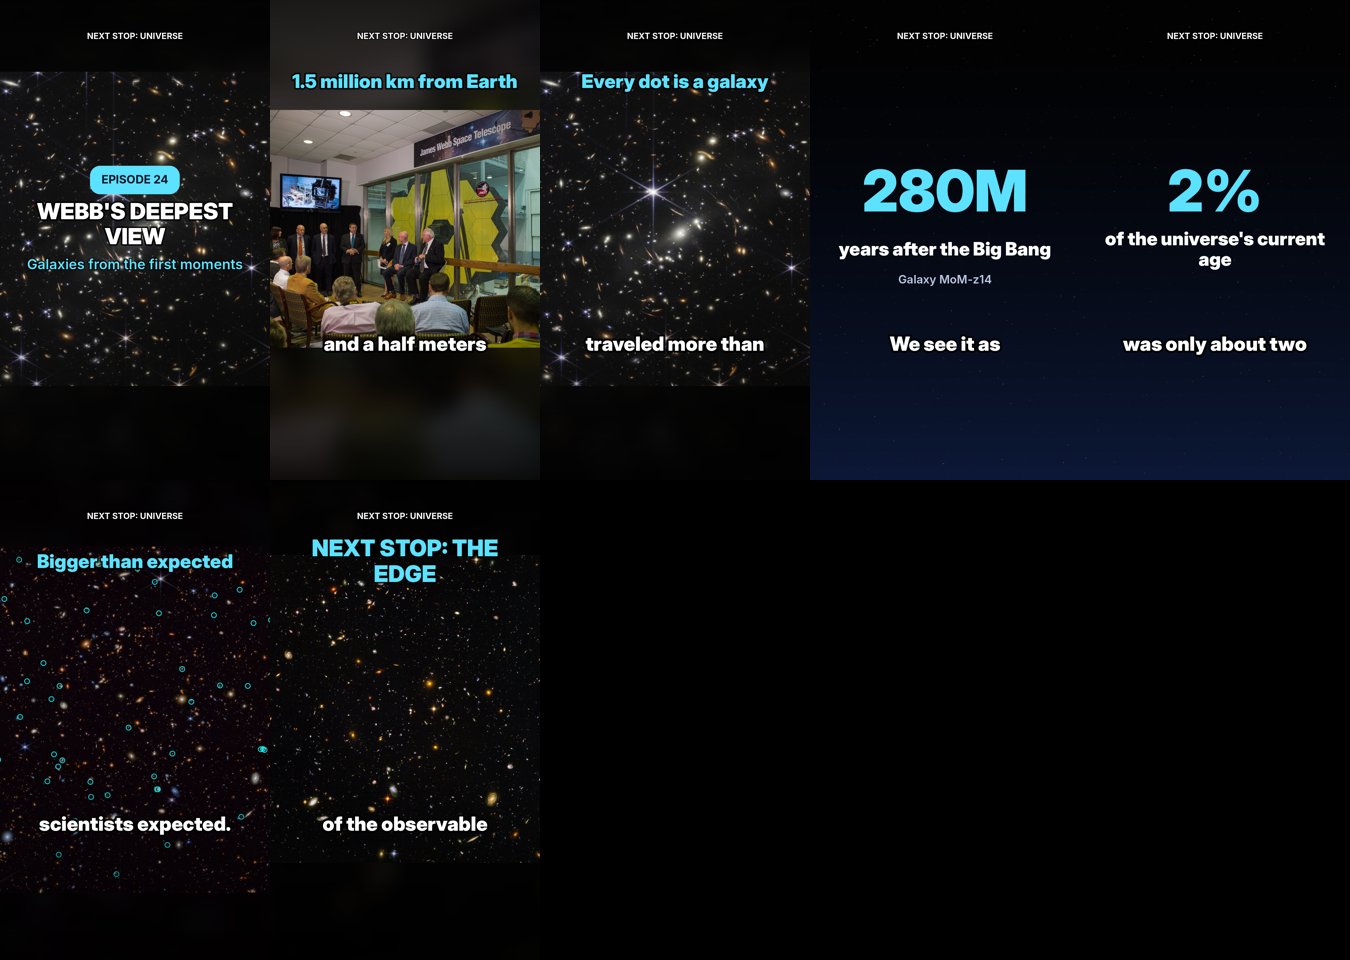 NEXT STOP: UNIVERSE
EPISODE 24
WEBB'S DEEPEST
VIEW
Galaxies from the first moments
NEXT STOP: UNIVERSE
1.5 million km from Earth
James Webb Space Telescope
and a half meters
NEXT STOP: UNIVERSE
Every dot is a galaxy
traveled more than
NEXT STOP: UNIVERSE
280M
years after the Big Bang
Galaxy MoM-z14
We see it as
NEXT STOP: UNIVERSE
2%
of the universe's current
age
was only about two
NEXT STOP: UNIVERSE
Bigger than expected
scientists expected.
NEXT STOP: UNIVERSE
NEXT STOP: THE
EDGE
of the observable